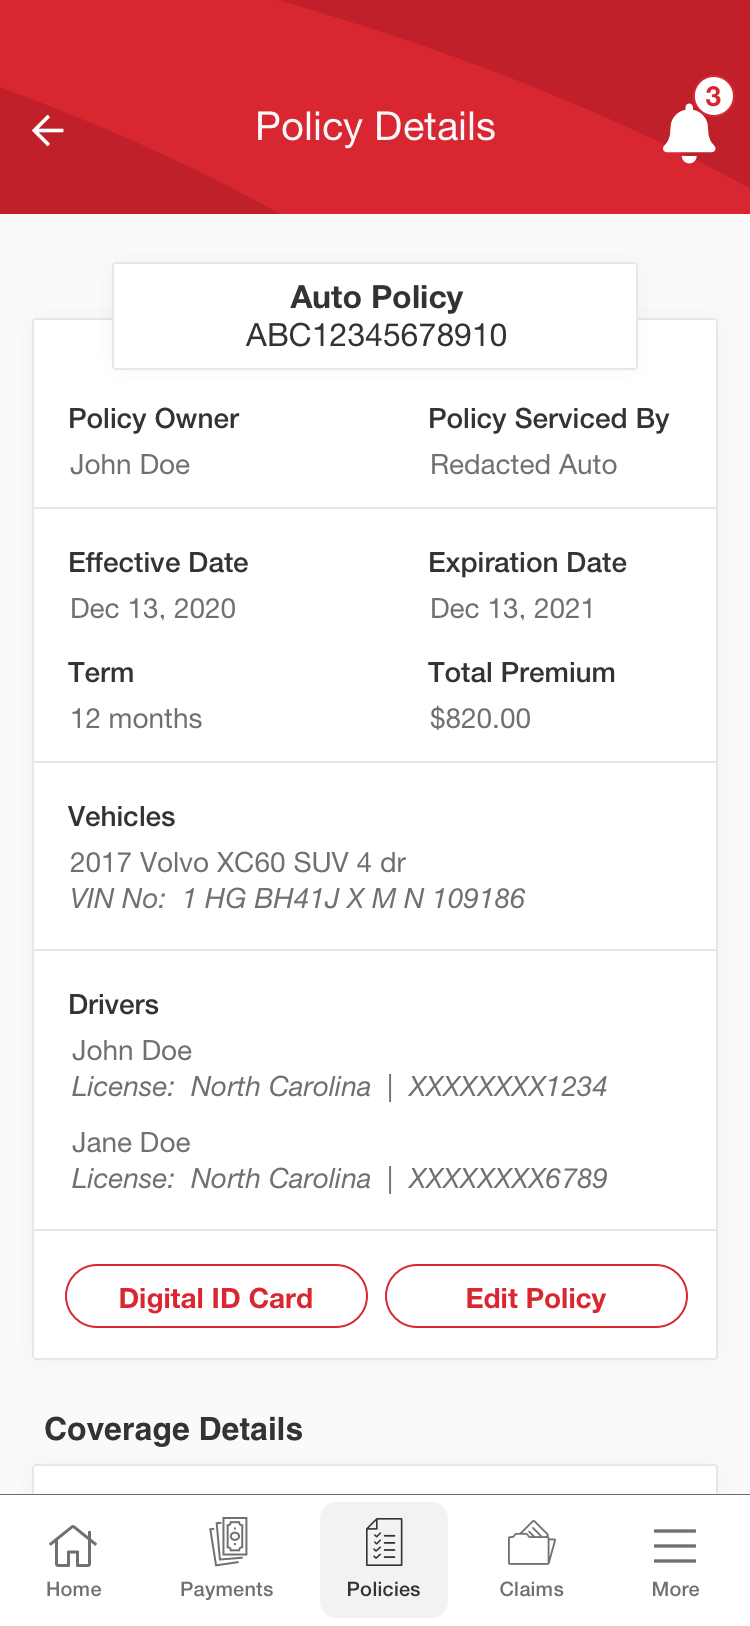 Policy Details
3
Auto Policy
ABC12345678910
Policy Owner
John Doe
Policy Serviced By
Redacted Auto
Effective Date
Dec 13, 2020
Expiration Date
Dec 13, 2021
Term
12 months
Total Premium
$820.00
Vehicles
2017 Volvo XC60 SUV 4 dr
VIN No: 1 HG BH41J X M N 109186
Drivers
John Doe
License: North Carolina | XXXXXXXX1234
Jane Doe
License: North Carolina | XXXXXXXX6789
Digital ID Card
Edit Policy
Coverage Details
Home
Payments
Policies
Claims
More